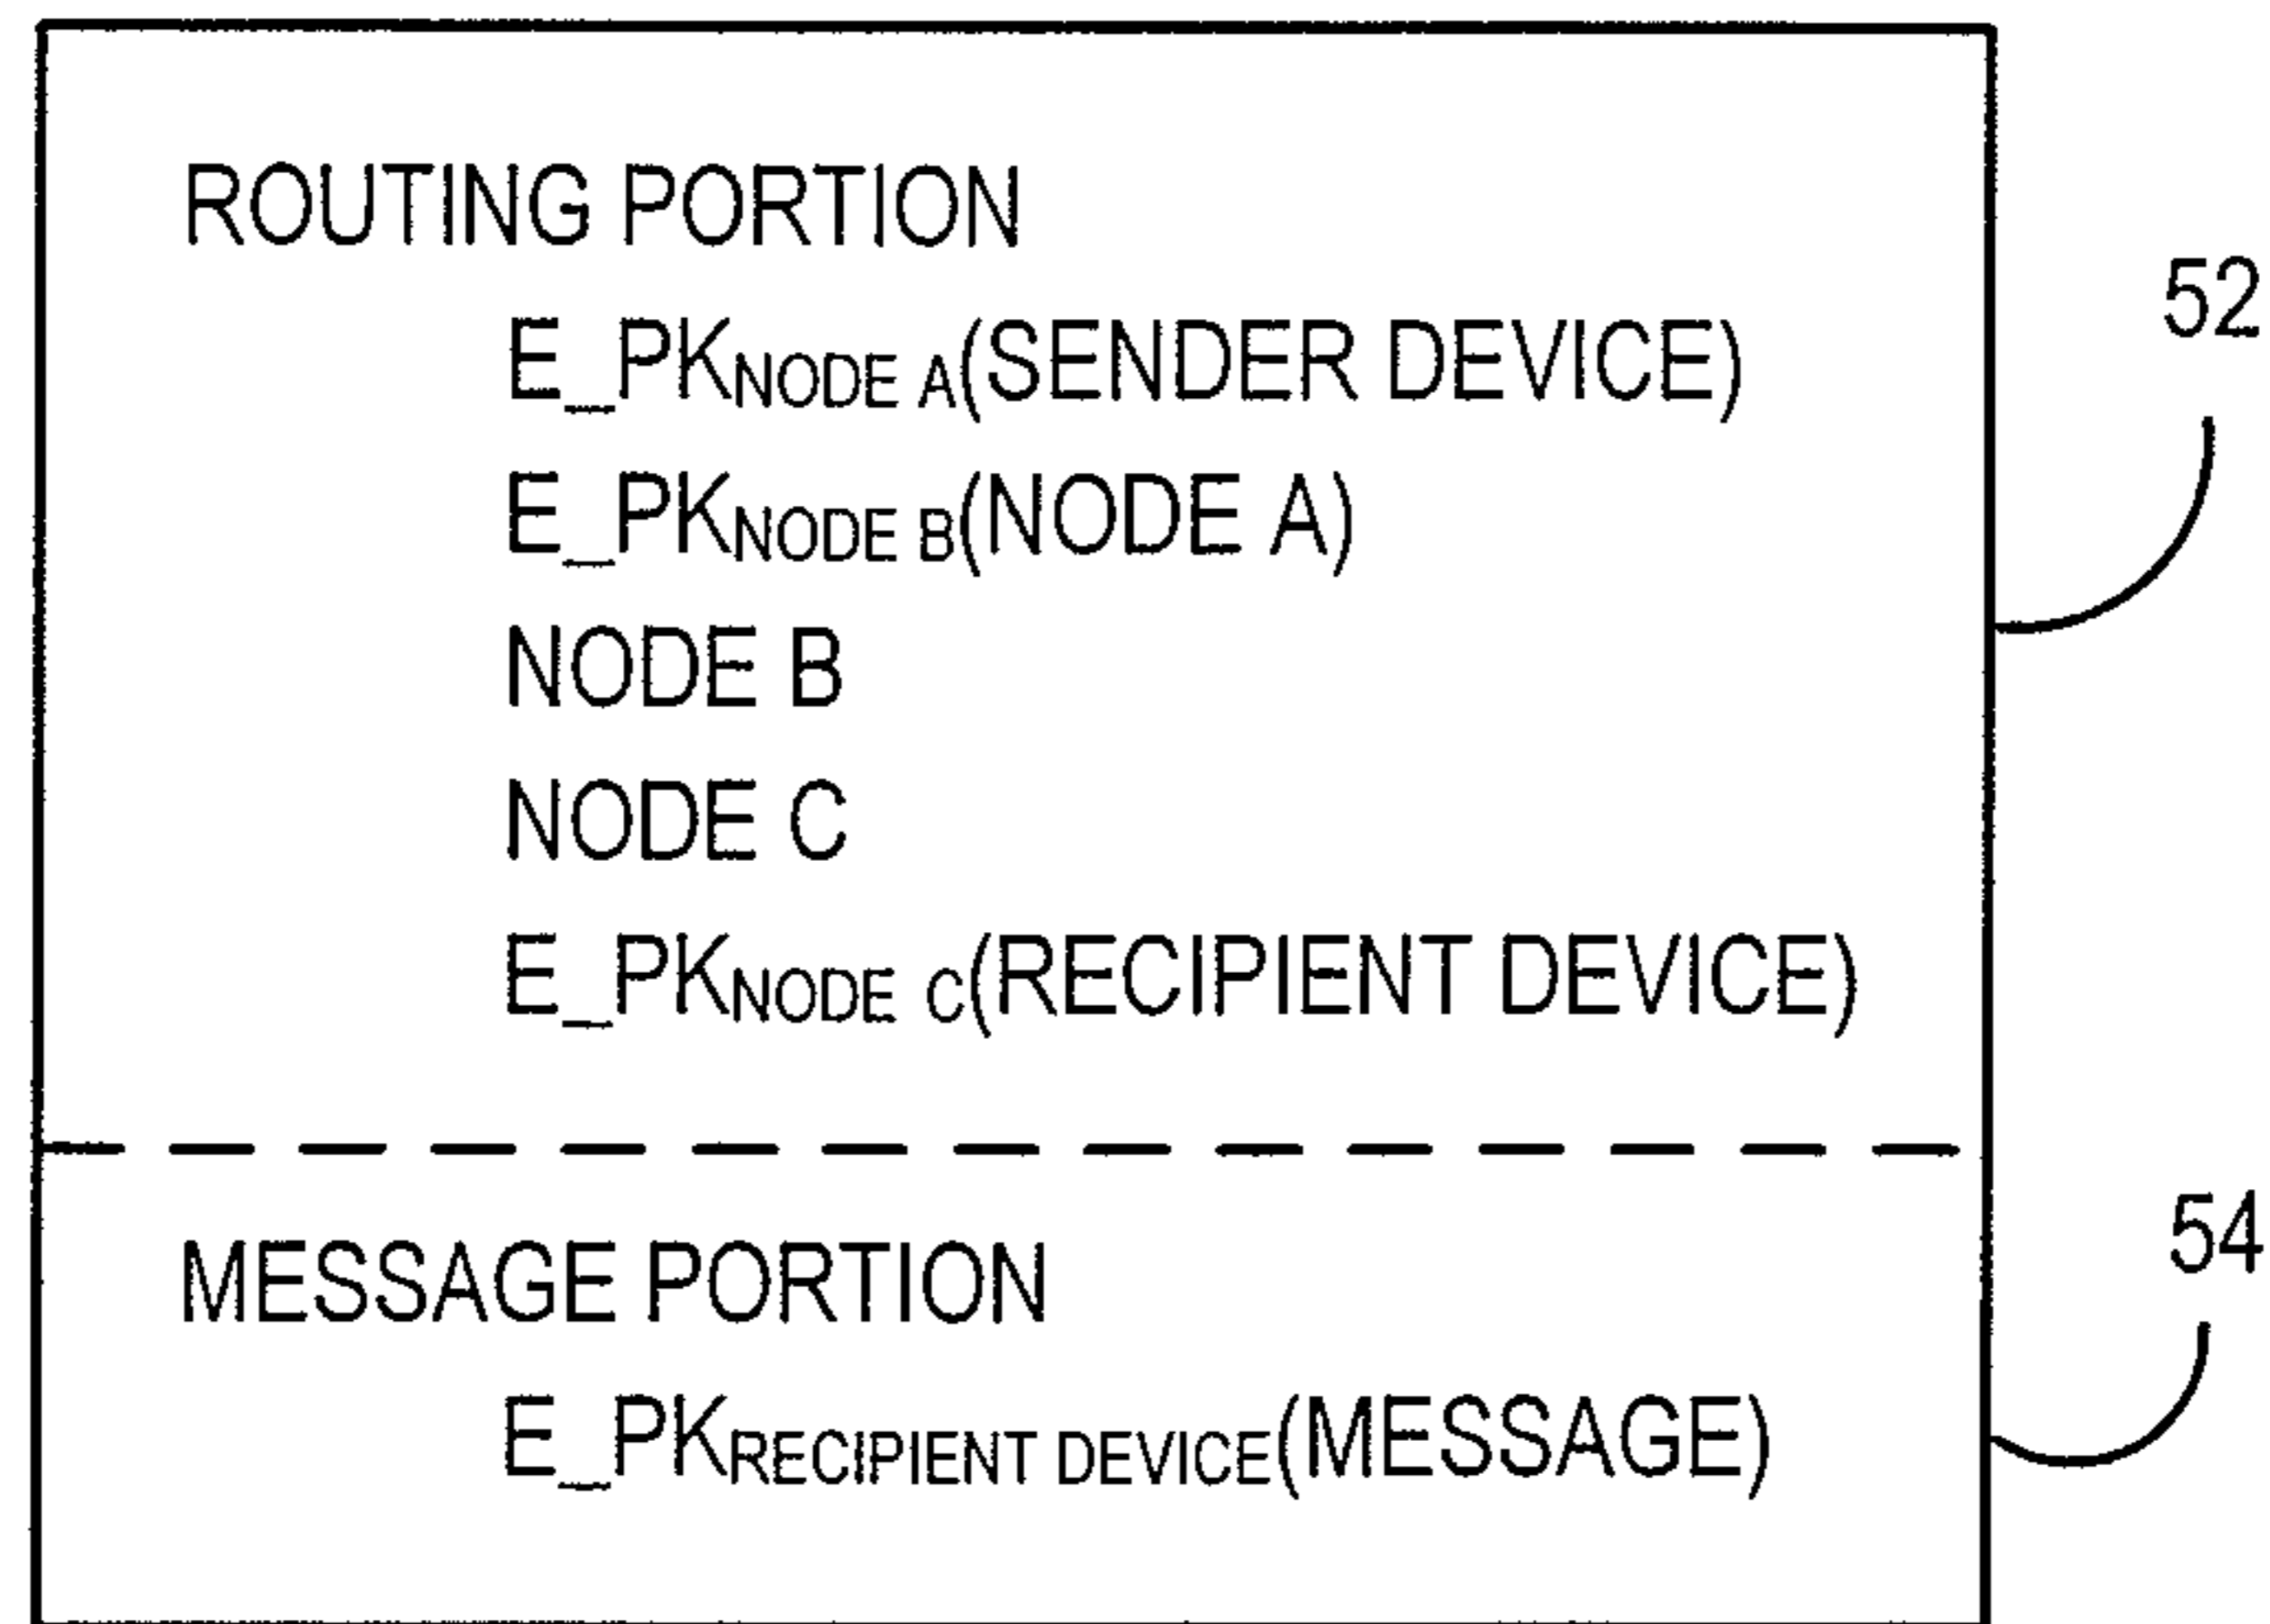 ROUTING PORTION
E_PKNODE A(SENDER DEVICE)
52
E_PKNODE B(NODE A)
NODE B
NODE C
E_PKNODE C(RECIPIENT DEVICE)
MESSAGE PORTION
54
E_PKRECIPIENT DEVICE(MESSAGE)